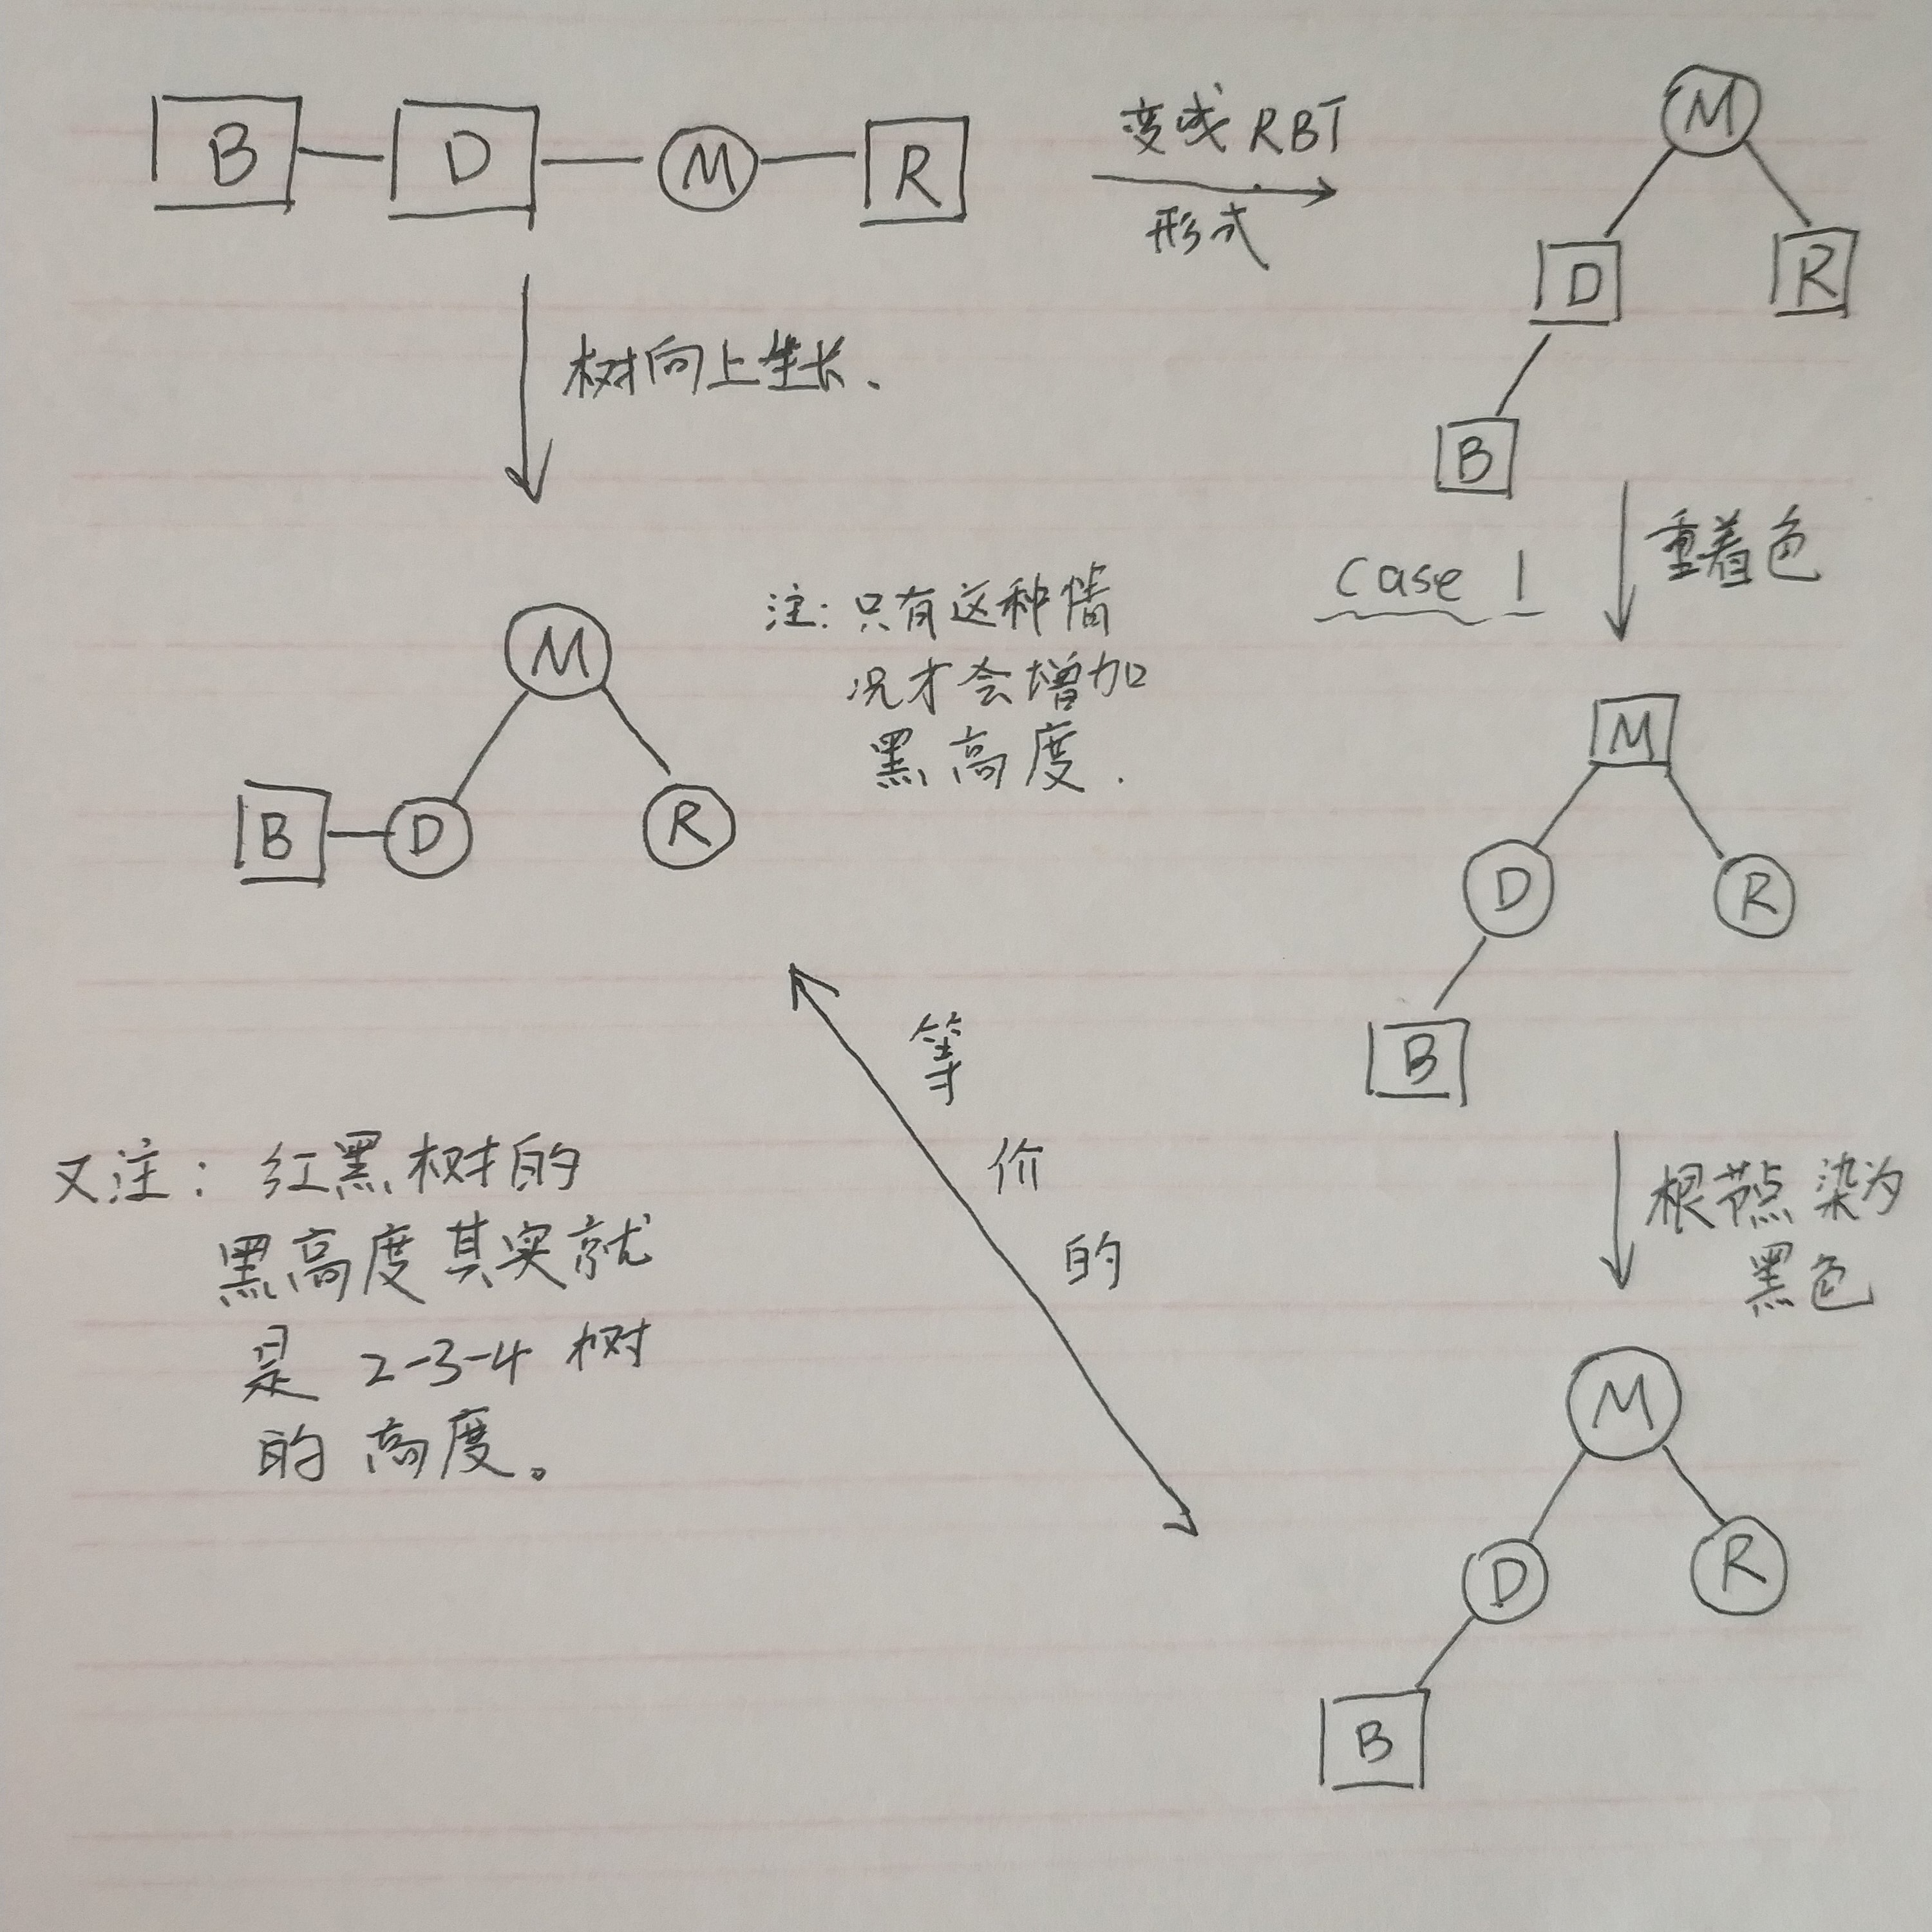 B D M R
变成RBT
形式
M
D R
B
树向上生长、
重着色
Case 1
注：只有这种情
况才会增加
黑高度.
M
B D R
M
D R
B
等
价
的
根节点染为
黑色
又注：红黑树的
黑高度其实就
是 2-3-4 树
的高度。
M
D R
B